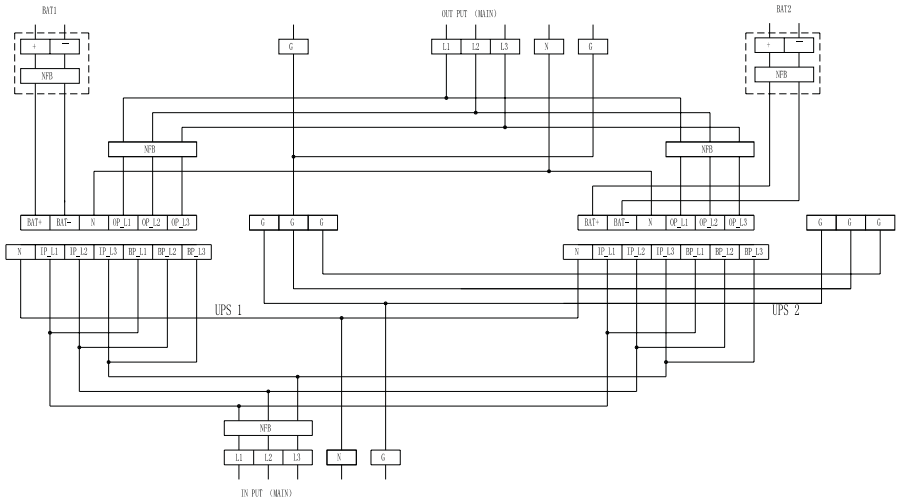 BAT1
OUT PUT (MAIN)
BAT2
+ −
G
L1 L2 L3
N
G
+ −
NFB
NFB
NFB
NFB
BAT+ BAT− N OP_L1 OP_L2 OP_L3
G G G
BAT+ BAT− N OP_L1 OP_L2 OP_L3
G G G
N IP_L1 IP_L2 IP_L3 BP_L1 BP_L2 BP_L3
N IP_L1 IP_L2 IP_L3 BP_L1 BP_L2 BP_L3
UPS 1
UPS 2
NFB
L1 L2 L3
N
G
IN PUT (MAIN)